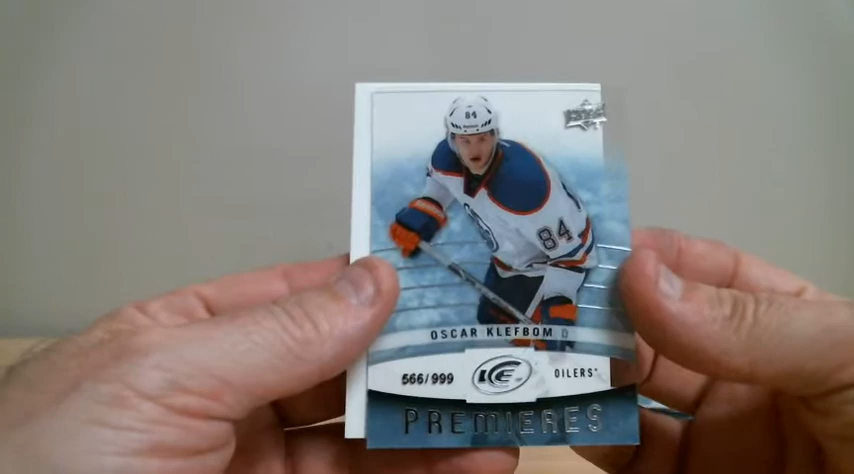 84
84
OSCAR KLEFBOM D
566/999 ICE OILERS
PREMIERES